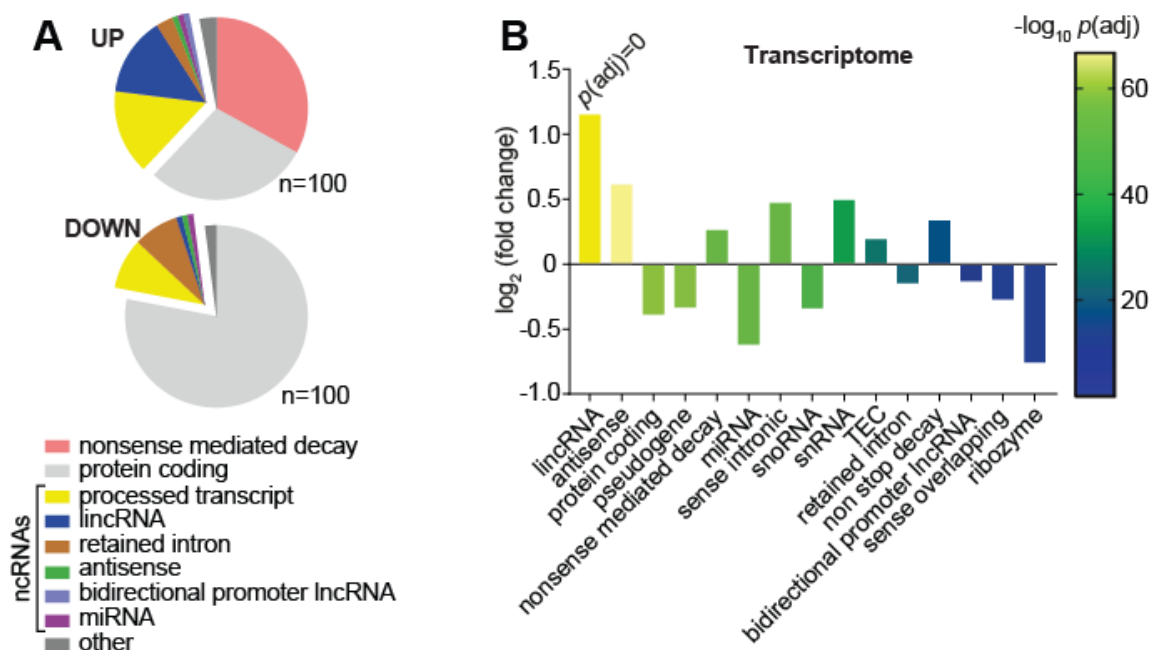 A
UP
n=100
DOWN
n=100
nonsense mediated decay
protein coding
ncRNAs
processed transcript
lincRNA
retained intron
antisense
bidirectional promoter lncRNA
miRNA
other
B
Transcriptome
-log10 p(adj)
60
40
20
p(adj)=0
log2 (fold change)
1.5
1.0
0.5
0
-0.5
-1.0
lincRNA
antisense
protein coding
pseudogene
nonsense mediated decay
miRNA
sense intronic
snoRNA
snRNA
TEC
retained intron
non stop decay
bidirectional promoter lncRNA
sense overlapping
ribozyme